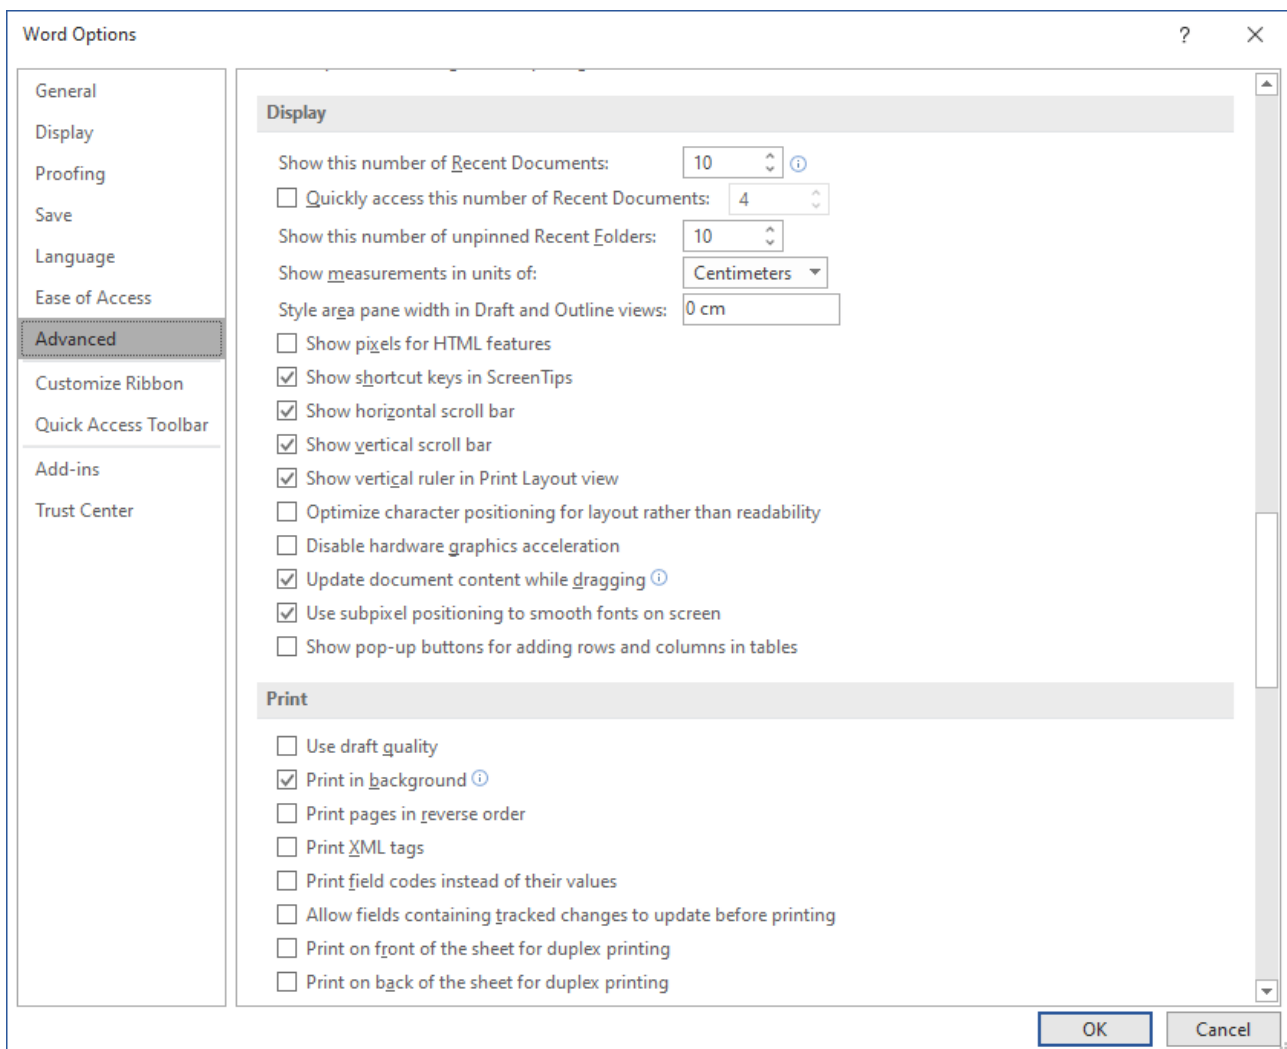 Word Options
?
General
Display
Proofing
Save
Language
Ease of Access
Advanced
Customize Ribbon
Quick Access Toolbar
Add-ins
Trust Center
Display
Show this number of Recent Documents: 10
Quickly access this number of Recent Documents: 4
Show this number of unpinned Recent Folders: 10
Show measurements in units of: Centimeters
Style area pane width in Draft and Outline views: 0 cm
Show pixels for HTML features
Show shortcut keys in ScreenTips
Show horizontal scroll bar
Show vertical scroll bar
Show vertical ruler in Print Layout view
Optimize character positioning for layout rather than readability
Disable hardware graphics acceleration
Update document content while dragging
Use subpixel positioning to smooth fonts on screen
Show pop-up buttons for adding rows and columns in tables
Print
Use draft quality
Print in background
Print pages in reverse order
Print XML tags
Print field codes instead of their values
Allow fields containing tracked changes to update before printing
Print on front of the sheet for duplex printing
Print on back of the sheet for duplex printing
OK
Cancel